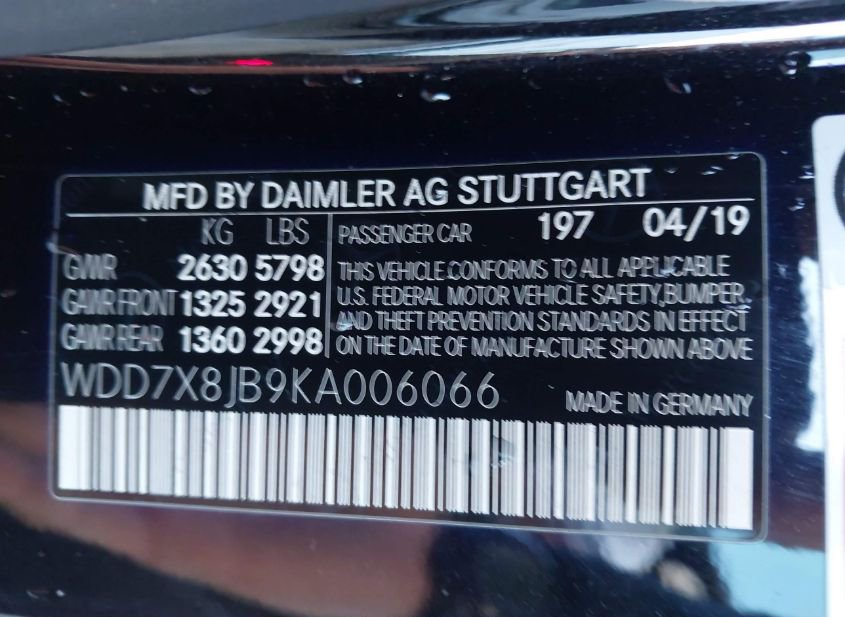 MFD BY DAIMLER AG STUTTGART
KG LBS PASSENGER CAR 197 04/19
GWR 2630 5798 THIS VEHICLE CONFORMS TO ALL APPLICABLE
GAWR FRONT 1325 2921 U.S. FEDERAL MOTOR VEHICLE SAFETY,BUMPER,
AND THEFT PREVENTION STANDARDS IN EFFECT
GAWR REAR 1360 2998 ON THE DATE OF MANUFACTURE SHOWN ABOVE
WDD7X8JB9KA006066 MADE IN GERMANY